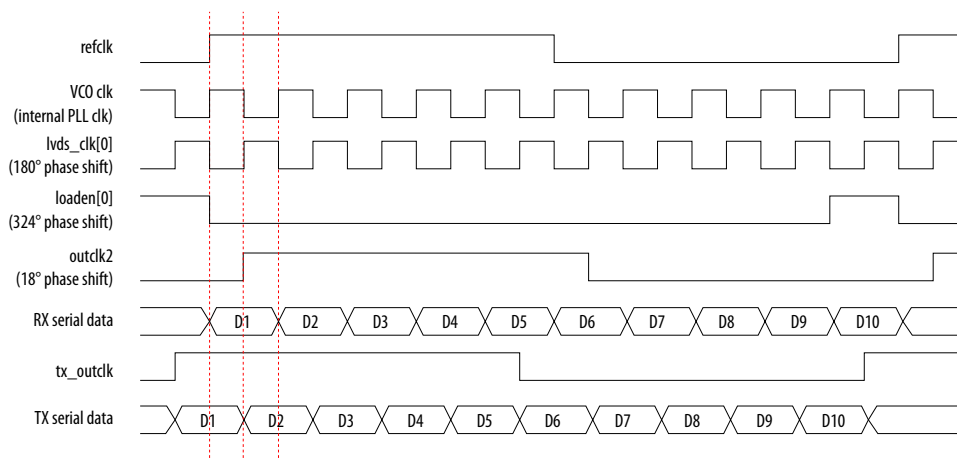 refclk
VCO clk
(internal PLL clk)
lvds_clk[0]
(180° phase shift)
loaden[0]
(324° phase shift)
outclk2
(18° phase shift)
RX serial data D1 D2 D3 D4 D5 D6 D7 D8 D9 D10
tx_outclk
TX serial data D1 D2 D3 D4 D5 D6 D7 D8 D9 D10